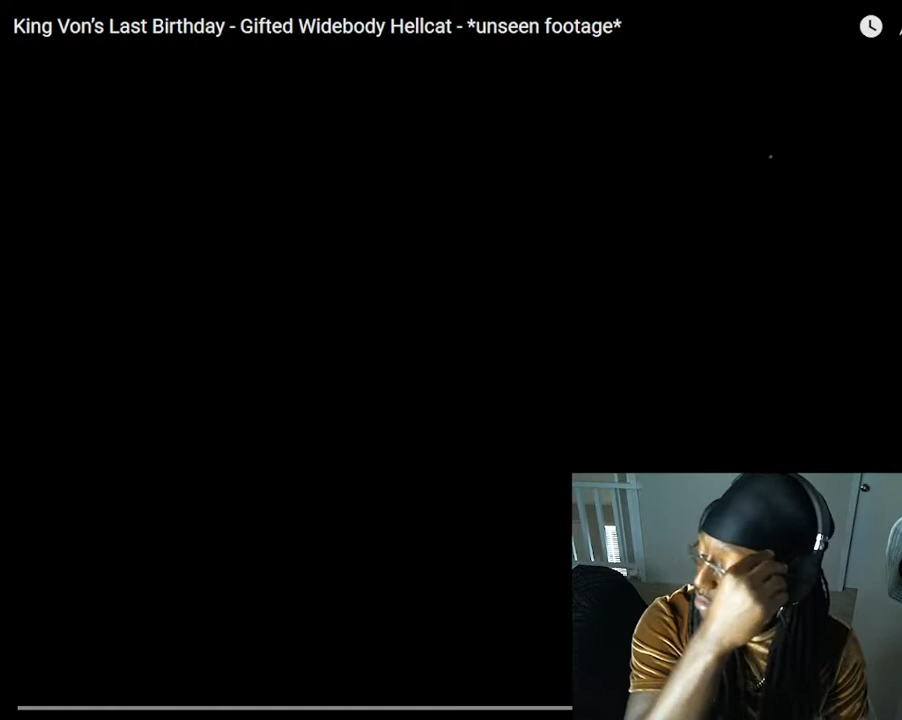 King Von’s Last Birthday - Gifted Widebody Hellcat - *unseen footage*